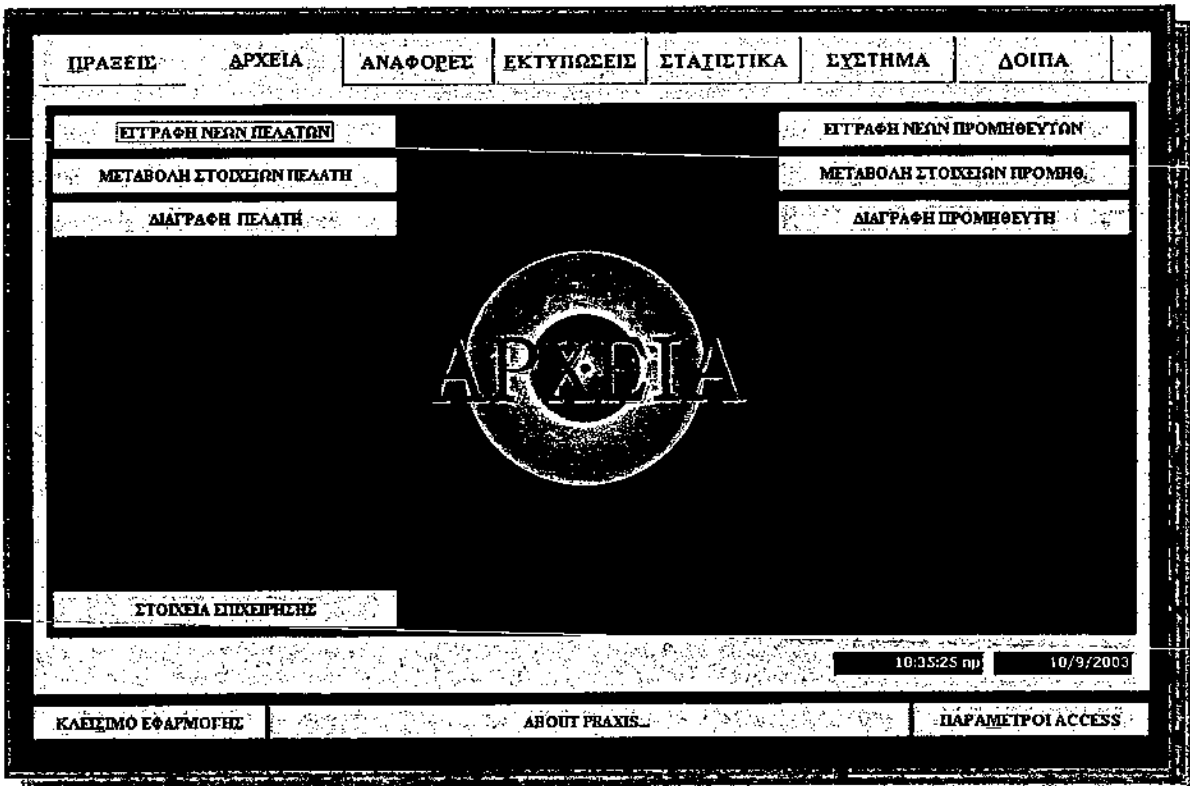 ΠΡΑΞΕΙΣ ΑΡΧΕΙΑ ΑΝΑΦΟΡΕΣ ΕΚΤΥΠΩΣΕΙΣ ΣΤΑΤΙΣΤΙΚΑ ΣΥΣΤΗΜΑ ΛΟΙΠΑ
ΕΓΓΡΑΦΗ ΝΕΩΝ ΠΕΛΑΤΩΝ
ΜΕΤΑΒΟΛΗ ΣΤΟΙΧΕΙΩΝ ΠΕΛΑΤΗ
ΔΙΑΓΡΑΦΗ ΠΕΛΑΤΗ
ΕΓΓΡΑΦΗ ΝΕΩΝ ΠΡΟΜΗΘΕΥΤΩΝ
ΜΕΤΑΒΟΛΗ ΣΤΟΙΧΕΙΩΝ ΠΡΟΜΗΘ.
ΔΙΑΓΡΑΦΗ ΠΡΟΜΗΘΕΥΤΗ
ΑΡΧΕΙΑ
ΣΤΟΙΧΕΙΑ ΕΠΙΧΕΙΡΗΣΗΣ
10:35:25 πμ 10/9/2003
ΚΛΕΙΣΙΜΟ ΕΦΑΡΜΟΓΗΣ ABOUT PRAXIS... ΠΑΡΑΜΕΤΡΟΙ ACCESS